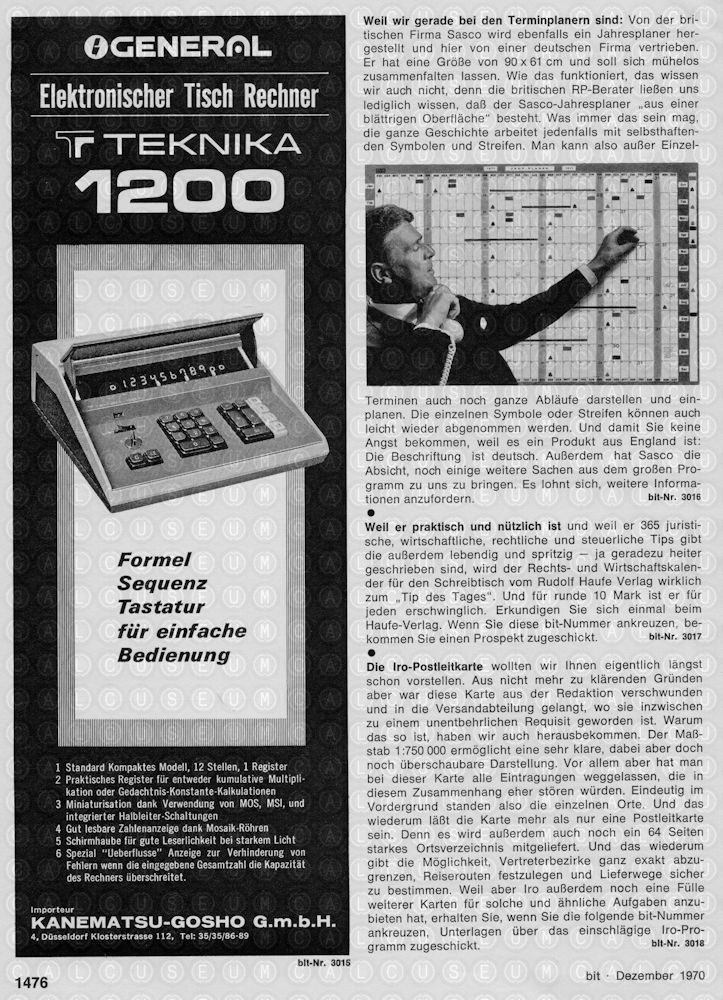 GENERAL
Elektronischer Tisch Rechner
TEKNIKA
1200
012345678900
Formel
Sequenz
Tastatur
für einfache
Bedienung
1 Standard Kompaktes Modell, 12 Stellen, 1 Register
2 Praktisches Register für entweder kumulative Multipli-
kation oder Gedachtnis-Konstante-Kalkulationen
3 Miniaturisation dank Verwendung von MOS, MSI, und
integrierter Halbleiter-Schaltungen
4 Gut lesbare Zahlenanzeige dank Mosaik-Röhren
5 Schirmhaube für gute Leserlichkeit bei starkem Licht
6 Spezial "Ueberflusse" Anzeige zur Verhinderung von
Fehlern wenn die eingegebene Gesamtzahl die Kapazität
des Rechners überschreitet.
Importeur
KANEMATSU-GOSHO G.m.b.H.
4, Düsseldorf Klosterstrasse 112, Tel: 35/35/86-89
bit-Nr. 3015
Weil wir gerade bei den Terminplanern sind: Von der bri-
tischen Firma Sasco wird ebenfalls ein Jahresplaner her-
gestellt und hier von einer deutschen Firma vertrieben.
Er hat eine Größe von 90 x 61 cm und soll sich mühelos
zusammenfalten lassen. Wie das funktioniert, das wissen
wir auch nicht, denn die britischen RP-Berater ließen uns
lediglich wissen, daß der Sasco-Jahresplaner „aus einer
blättrigen Oberfläche“ besteht. Was immer das sein mag,
die ganze Geschichte arbeitet jedenfalls mit selbsthaften-
den Symbolen und Streifen. Man kann also außer Einzel-
Terminen auch noch ganze Abläufe darstellen und ein-
planen. Die einzelnen Symbole oder Streifen können auch
leicht wieder abgenommen werden. Und damit Sie keine
Angst bekommen, weil es ein Produkt aus England ist:
Die Beschriftung ist deutsch. Außerdem hat Sasco die
Absicht, noch einige weitere Sachen aus dem großen Pro-
gramm zu uns zu bringen. Es lohnt sich, weitere Informa-
tionen anzufordern. bit-Nr. 3016
Weil er praktisch und nützlich ist und weil er 365 juristi-
sche, wirtschaftliche, rechtliche und steuerliche Tips gibt
die außerdem lebendig und spritzig — ja geradezu heiter
geschrieben sind, wird der Rechts- und Wirtschaftskalen-
der für den Schreibtisch vom Rudolf Haufe Verlag wirklich
zum „Tip des Tages“. Und für runde 10 Mark ist er für
jeden erschwinglich. Erkundigen Sie sich einmal beim
Haufe-Verlag. Wenn Sie diese bit-Nummer ankreuzen, be-
kommen Sie einen Prospekt zugeschickt. bit-Nr. 3017
Die Iro-Postleitkarte wollten wir Ihnen eigentlich längst
schon vorstellen. Aus nicht mehr zu klärenden Gründen
aber war diese Karte aus der Redaktion verschwunden
und in die Versandabteilung gelangt, wo sie inzwischen
zu einem unentbehrlichen Requisit geworden ist. Warum
das so ist, haben wir auch herausbekommen. Der Maß-
stab 1:750 000 ermöglicht eine sehr klare, dabei aber doch
noch überschaubare Darstellung. Vor allem aber hat man
bei dieser Karte alle Eintragungen weggelassen, die in
diesem Zusammenhang eher stören würden. Eindeutig im
Vordergrund standen also die einzelnen Orte. Und das
wiederum läßt die Karte mehr als nur eine Postleitkarte
sein. Denn es wird außerdem auch noch ein 64 Seiten
starkes Ortsverzeichnis mitgeliefert. Und das wiederum
gibt die Möglichkeit, Vertreterbezirke ganz exakt abzu-
grenzen, Reiserouten festzulegen und Lieferwege sicher
zu bestimmen. Weil aber Iro außerdem noch eine Fülle
weiterer Karten für solche und ähnliche Aufgaben anzu-
bieten hat, erhalten Sie, wenn Sie die folgende bit-Nummer
ankreuzen, Unterlagen über das einschlägige Iro-Pro-
gramm zugeschickt. bit-Nr. 3018
1476
bit · Dezember 1970